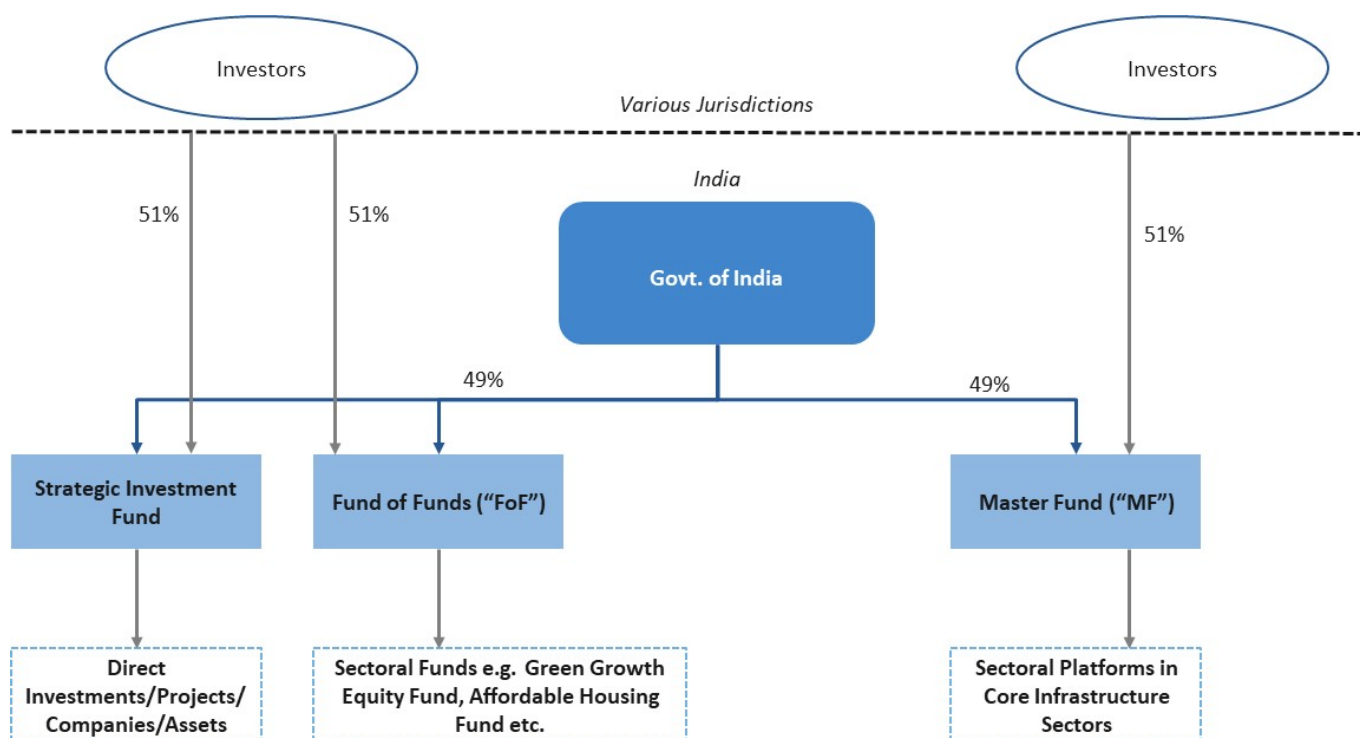 Investors
Investors
Various Jurisdictions
India
51%
51%
51%
Govt. of India
49%
49%
Strategic Investment
Fund
Fund of Funds (“FoF”)
Master Fund (“MF”)
Direct
Investments/Projects/
Companies/Assets
Sectoral Funds e.g. Green Growth
Equity Fund, Affordable Housing
Fund etc.
Sectoral Platforms in
Core Infrastructure
Sectors